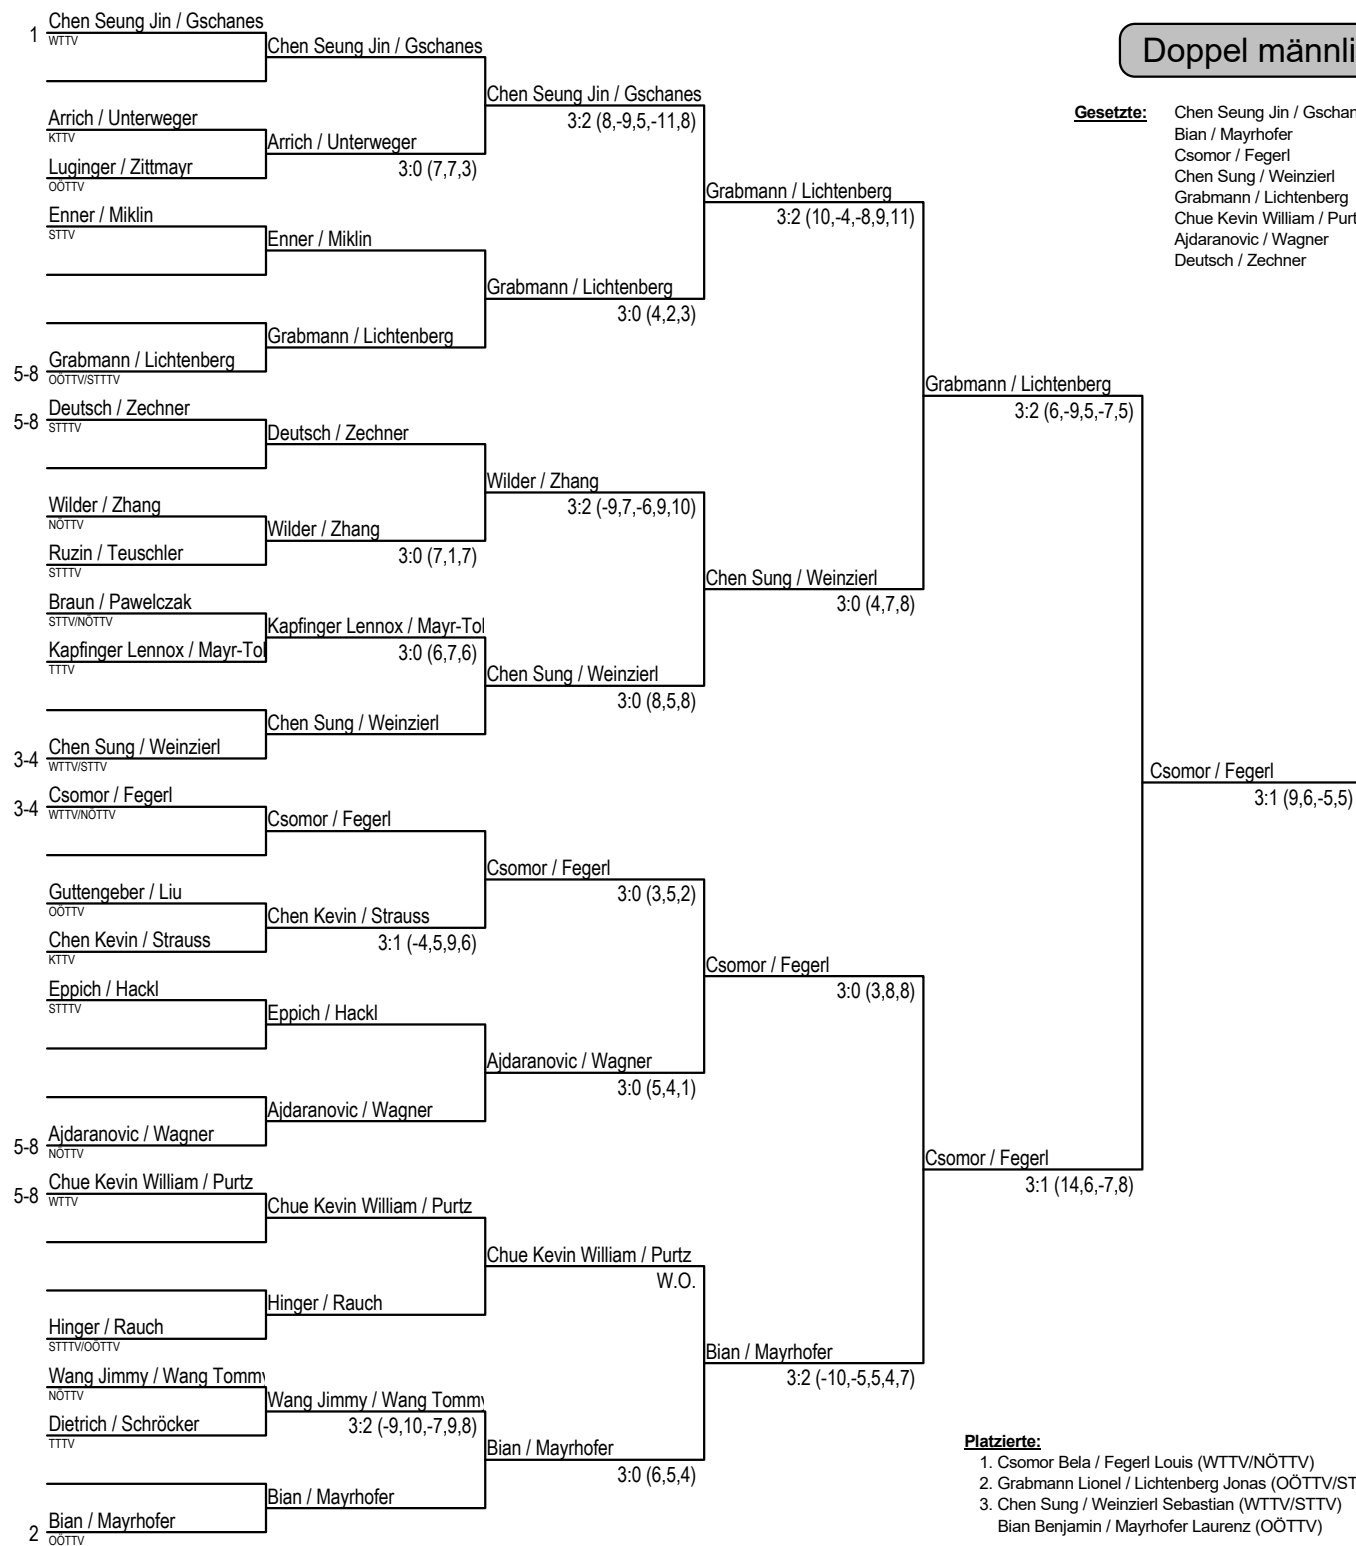 Doppel männli
Gesetzte:
Chen Seung Jin / Gschan
Bian / Mayrhofer
Csomor / Fegerl
Chen Sung / Weinzierl
Grabmann / Lichtenberg
Chue Kevin William / Purt
Ajdaranovic / Wagner
Deutsch / Zechner
1 Chen Seung Jin / Gschanes
WTTV
Arrich / Unterweger
KTTV
Luginger / Zittmayr
OÖTTV
Enner / Miklin
STTV
5-8 Grabmann / Lichtenberg
OÖTTV/STTTV
5-8 Deutsch / Zechner
STTTV
Wilder / Zhang
NÖTTV
Ruzin / Teuschler
STTTV
Braun / Pawelczak
STTV/NÖTTV
Kapfinger Lennox / Mayr-Tol
TTTV
3-4 Chen Sung / Weinzierl
WTTV/STTV
3-4 Csomor / Fegerl
WTTV/NÖTTV
Guttengeber / Liu
OÖTTV
Chen Kevin / Strauss
KTTV
Eppich / Hackl
STTTV
5-8 Ajdaranovic / Wagner
NÖTTV
5-8 Chue Kevin William / Purtz
WTTV
Hinger / Rauch
STTTV/OÖTTV
Wang Jimmy / Wang Tommy
NÖTTV
Dietrich / Schröcker
TTTV
2 Bian / Mayrhofer
OÖTTV
Chen Seung Jin / Gschanes
Arrich / Unterweger
3:0 (7,7,3)
Enner / Miklin
Grabmann / Lichtenberg
Deutsch / Zechner
Wilder / Zhang
3:0 (7,1,7)
Kapfinger Lennox / Mayr-Tol
3:0 (6,7,6)
Chen Sung / Weinzierl
Csomor / Fegerl
Chen Kevin / Strauss
3:1 (-4,5,9,6)
Eppich / Hackl
Ajdaranovic / Wagner
Chue Kevin William / Purtz
Hinger / Rauch
Wang Jimmy / Wang Tommy
3:2 (-9,10,-7,9,8)
Bian / Mayrhofer
Chen Seung Jin / Gschanes
3:2 (8,-9,5,-11,8)
Grabmann / Lichtenberg
3:0 (4,2,3)
Wilder / Zhang
3:2 (-9,7,-6,9,10)
Chen Sung / Weinzierl
3:0 (8,5,8)
Csomor / Fegerl
3:0 (3,5,2)
Ajdaranovic / Wagner
3:0 (5,4,1)
Chue Kevin William / Purtz
W.O.
Bian / Mayrhofer
3:0 (6,5,4)
Grabmann / Lichtenberg
3:2 (10,-4,-8,9,11)
Chen Sung / Weinzierl
3:0 (4,7,8)
Csomor / Fegerl
3:0 (3,8,8)
Bian / Mayrhofer
3:2 (-10,-5,5,4,7)
Grabmann / Lichtenberg
3:2 (6,-9,5,-7,5)
Csomor / Fegerl
3:1 (14,6,-7,8)
Csomor / Fegerl
3:1 (9,6,-5,5)
Platzierte:
1. Csomor Bela / Fegerl Louis (WTTV/NÖTTV)
2. Grabmann Lionel / Lichtenberg Jonas (OÖTTV/ST
3. Chen Sung / Weinzierl Sebastian (WTTV/STTV)
Bian Benjamin / Mayrhofer Laurenz (OÖTTV)